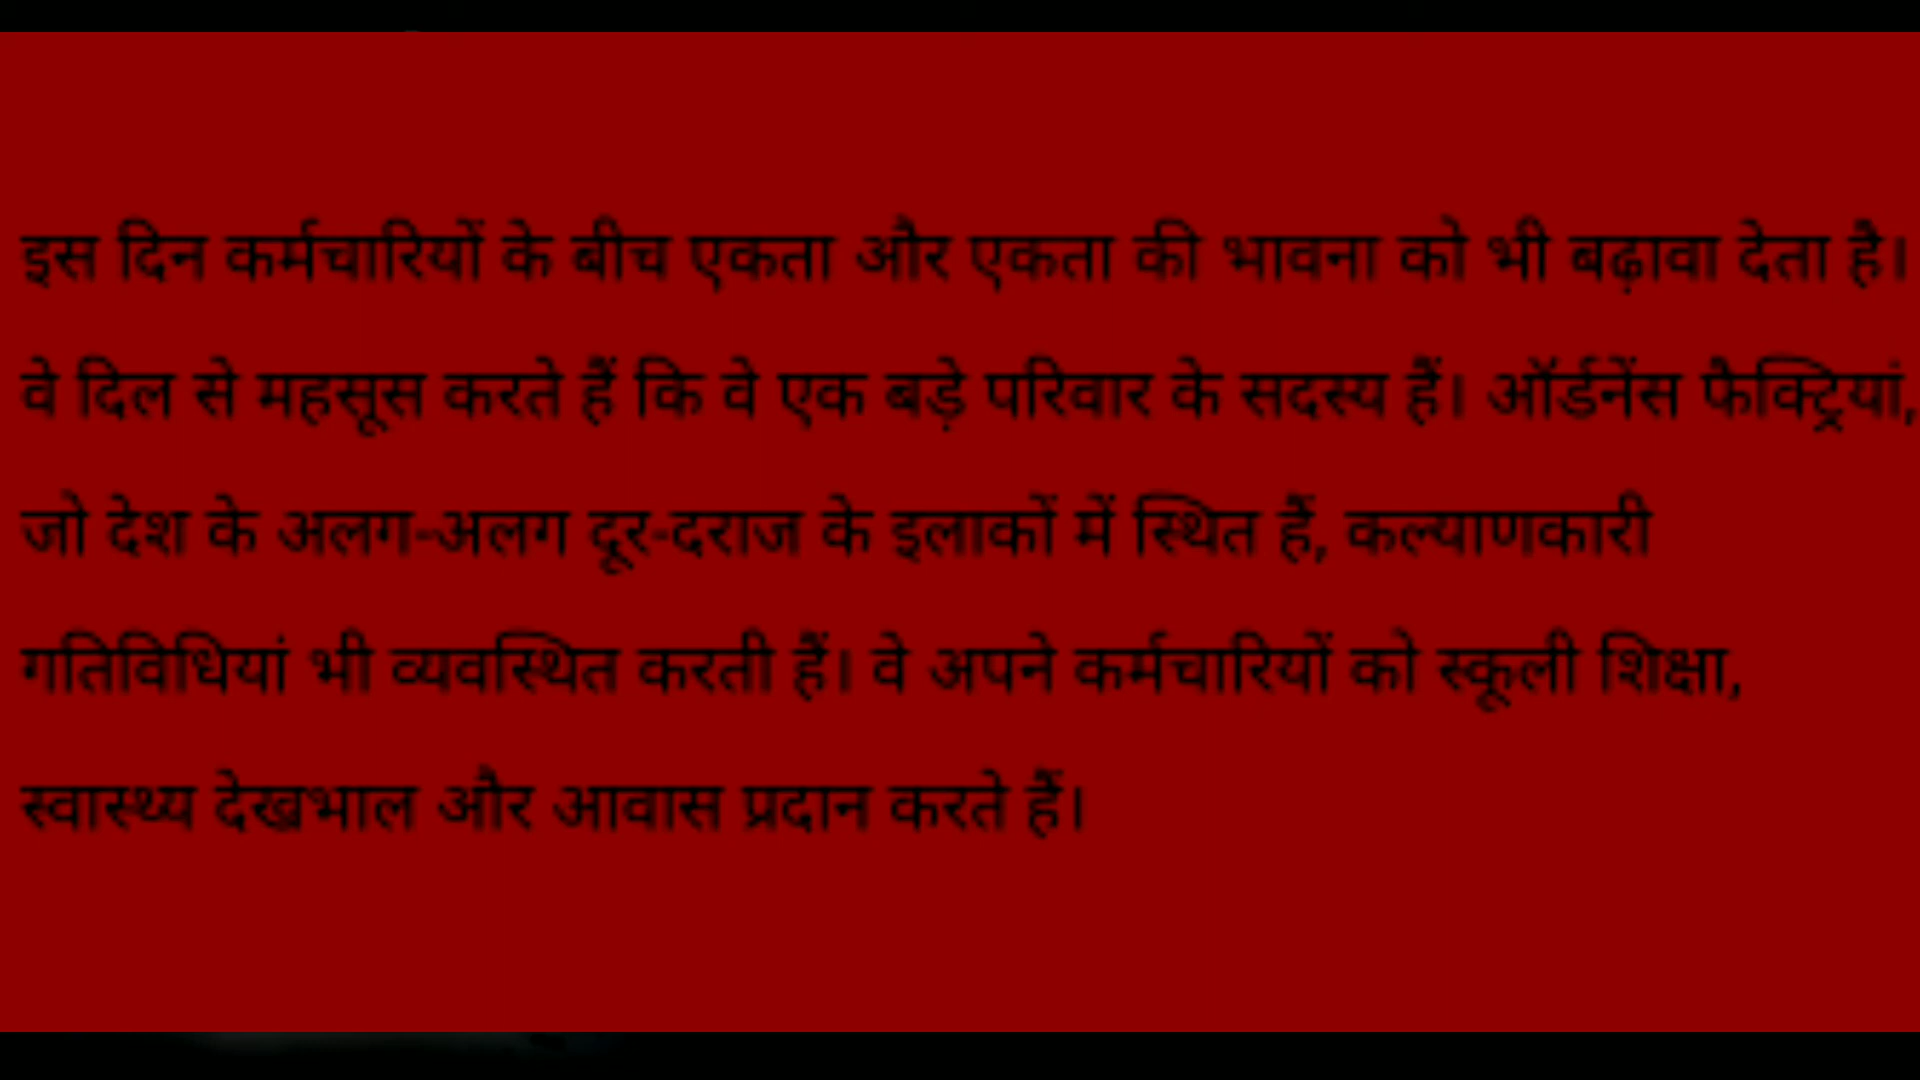 इस दिन कर्मचारियों के बीच एकता और एकता की भावना को भी बढ़ावा देता है।
वे दिल से महसूस करते हैं कि वे एक बड़े परिवार के सदस्य हैं। ऑर्डनेंस फैक्ट्रियां,
जो देश के अलग-अलग दूर-दराज के इलाकों में स्थित हैं, कल्याणकारी
गतिविधियां भी व्यवस्थित करती हैं। वे अपने कर्मचारियों को स्कूली शिक्षा,
स्वास्थ्य देखभाल और आवास प्रदान करते हैं।